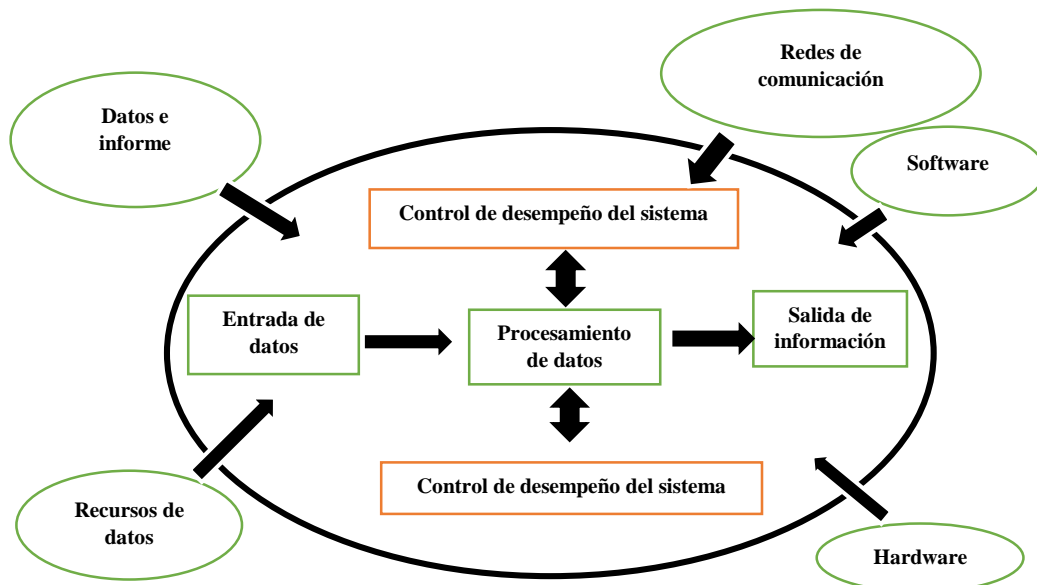 Redes de
comunicación
Datos e
informe
Software
Control de desempeño del sistema
Entrada de
datos
Procesamiento
de datos
Salida de
información
Control de desempeño del sistema
Recursos de
datos
Hardware